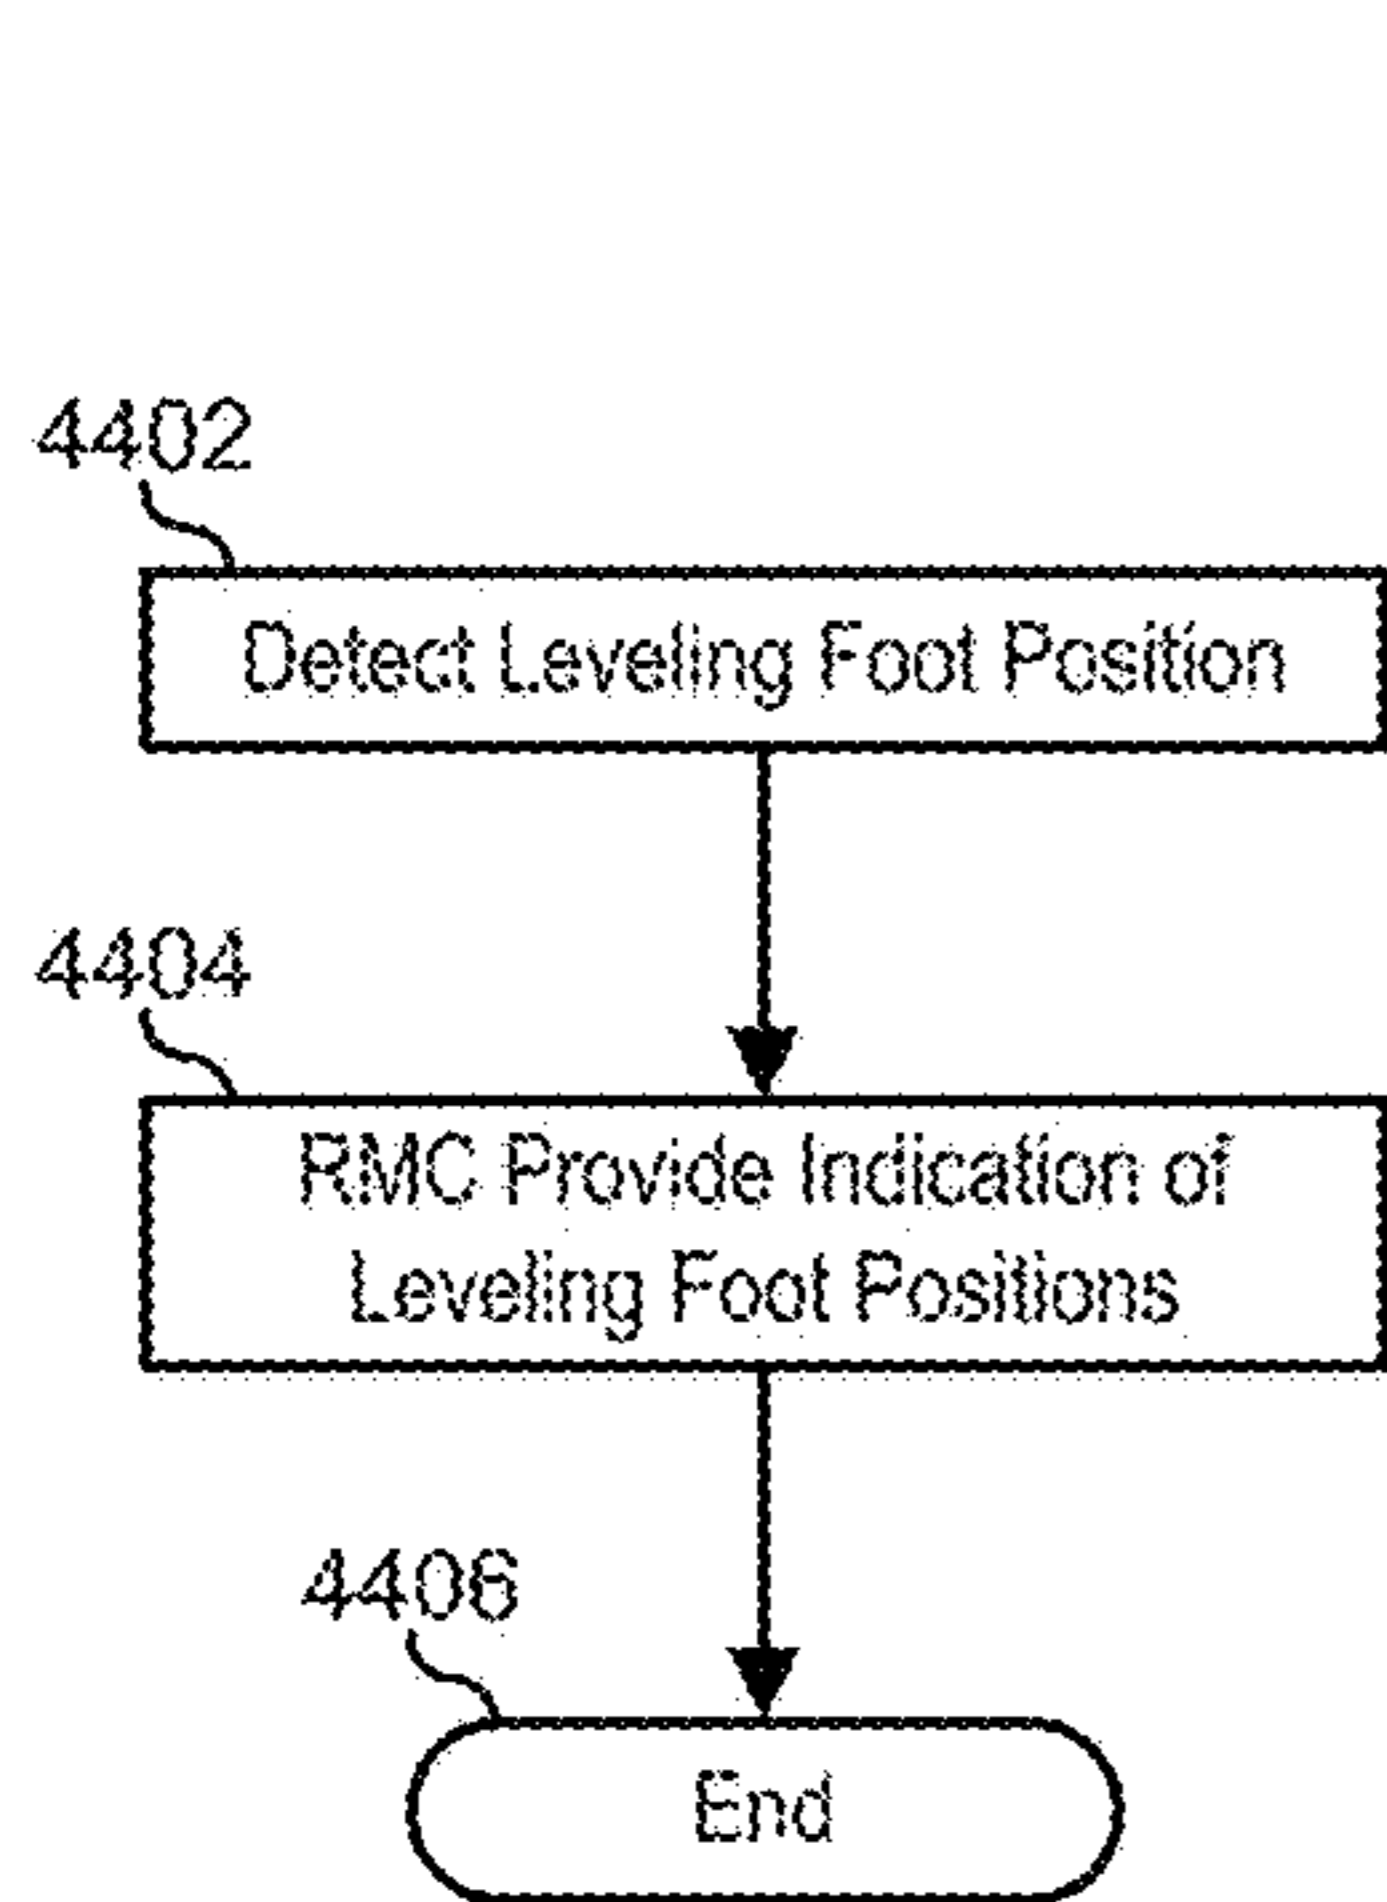 4402
Detect Leveling Foot Position
4404
RMC Provide Indication of
Leveling Foot Positions
4406
End